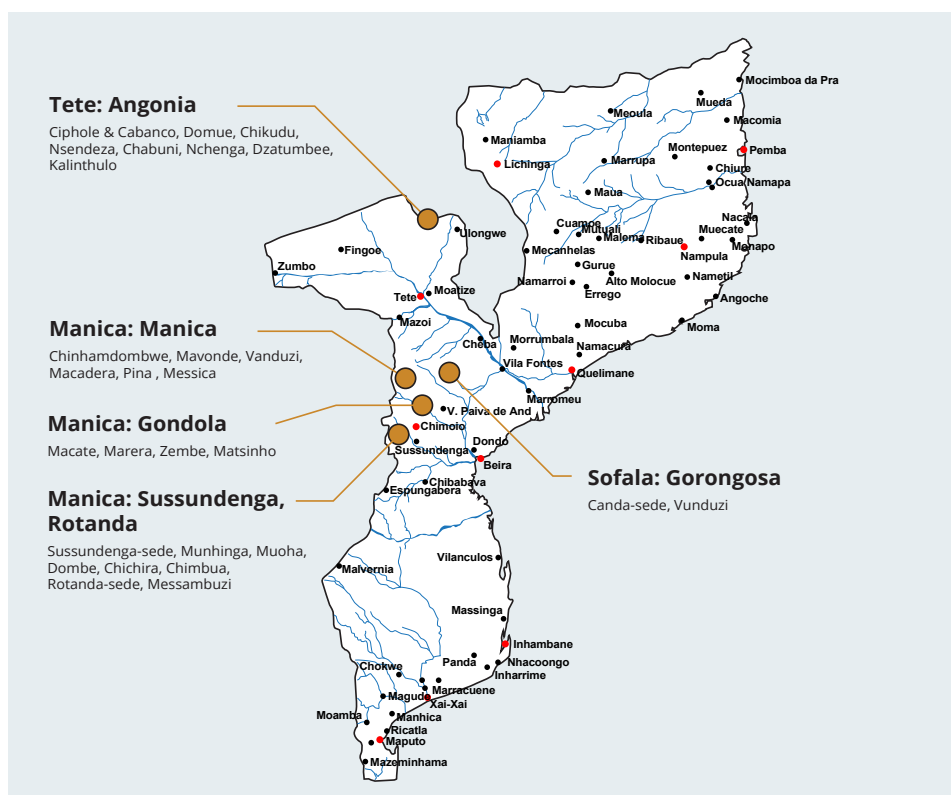 Tete: Angonia
Ciphole & Cabanco, Domue, Chikudu,
Nsendeza, Chabuni, Nchenga, Dzatumbee,
Kalinthulo
Manica: Manica
Chinhamdombwe, Mavonde, Vanduzi,
Macadera, Pina , Messica
Manica: Gondola
Macate, Marera, Zembe, Matsinho
Manica: Sussundenga,
Rotanda
Sussundenga-sede, Munhinga, Muoha,
Dombe, Chichira, Chimbua,
Rotanda-sede, Messambuzi
Sofala: Gorongosa
Canda-sede, Vunduzi
Mocimboa da Pra
Mueda
Meoula
Macomia
Maniamba
Montepuez
Pemba
Lichinga
Marrupa
Chiure
Ocua Namapa
Maua
Nacala
Cuamoe
Mutuali
Malema
Ribaue
Muecate
Monapo
Ulongwe
Fingoe
Mecanhelas
Nampula
Zumbo
Gurue
Namarroi
Alto Molocue
Nametil
Errego
Moatize
Tete
Angoche
Mazoi
Mocuba
Moma
Cheba
Morrumbala
Namacura
Vila Fontes
Quelimane
Marromeu
V. Paiva de And
Chimoio
Sussundenga
Dondo
Beira
Chibabava
Espungabera
Vilanculos
Malvernia
Massinga
Inhambane
Panda
Nhacoongo
Inharrime
Chokwe
Marracuene
Magude
Xai-Xai
Moamba
Manhica
Ricatla
Maputo
Mazeminhama